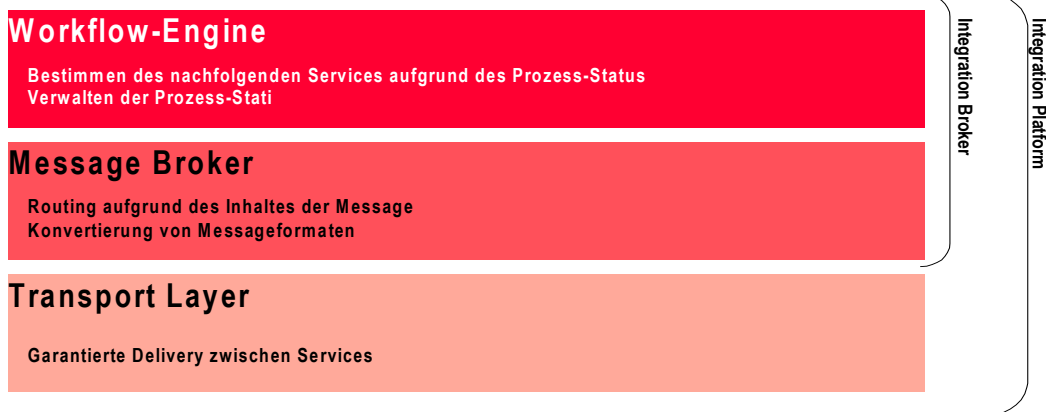 Workflow-Engine
Bestimmen des nachfolgenden Services aufgrund des Prozess-Status
Verwalten der Prozess-Stati
Message Broker
Routing aufgrund des Inhaltes der Message
Konvertierung von Messageformaten
Transport Layer
Garantierte Delivery zwischen Services
Integration Broker
Integration Platform